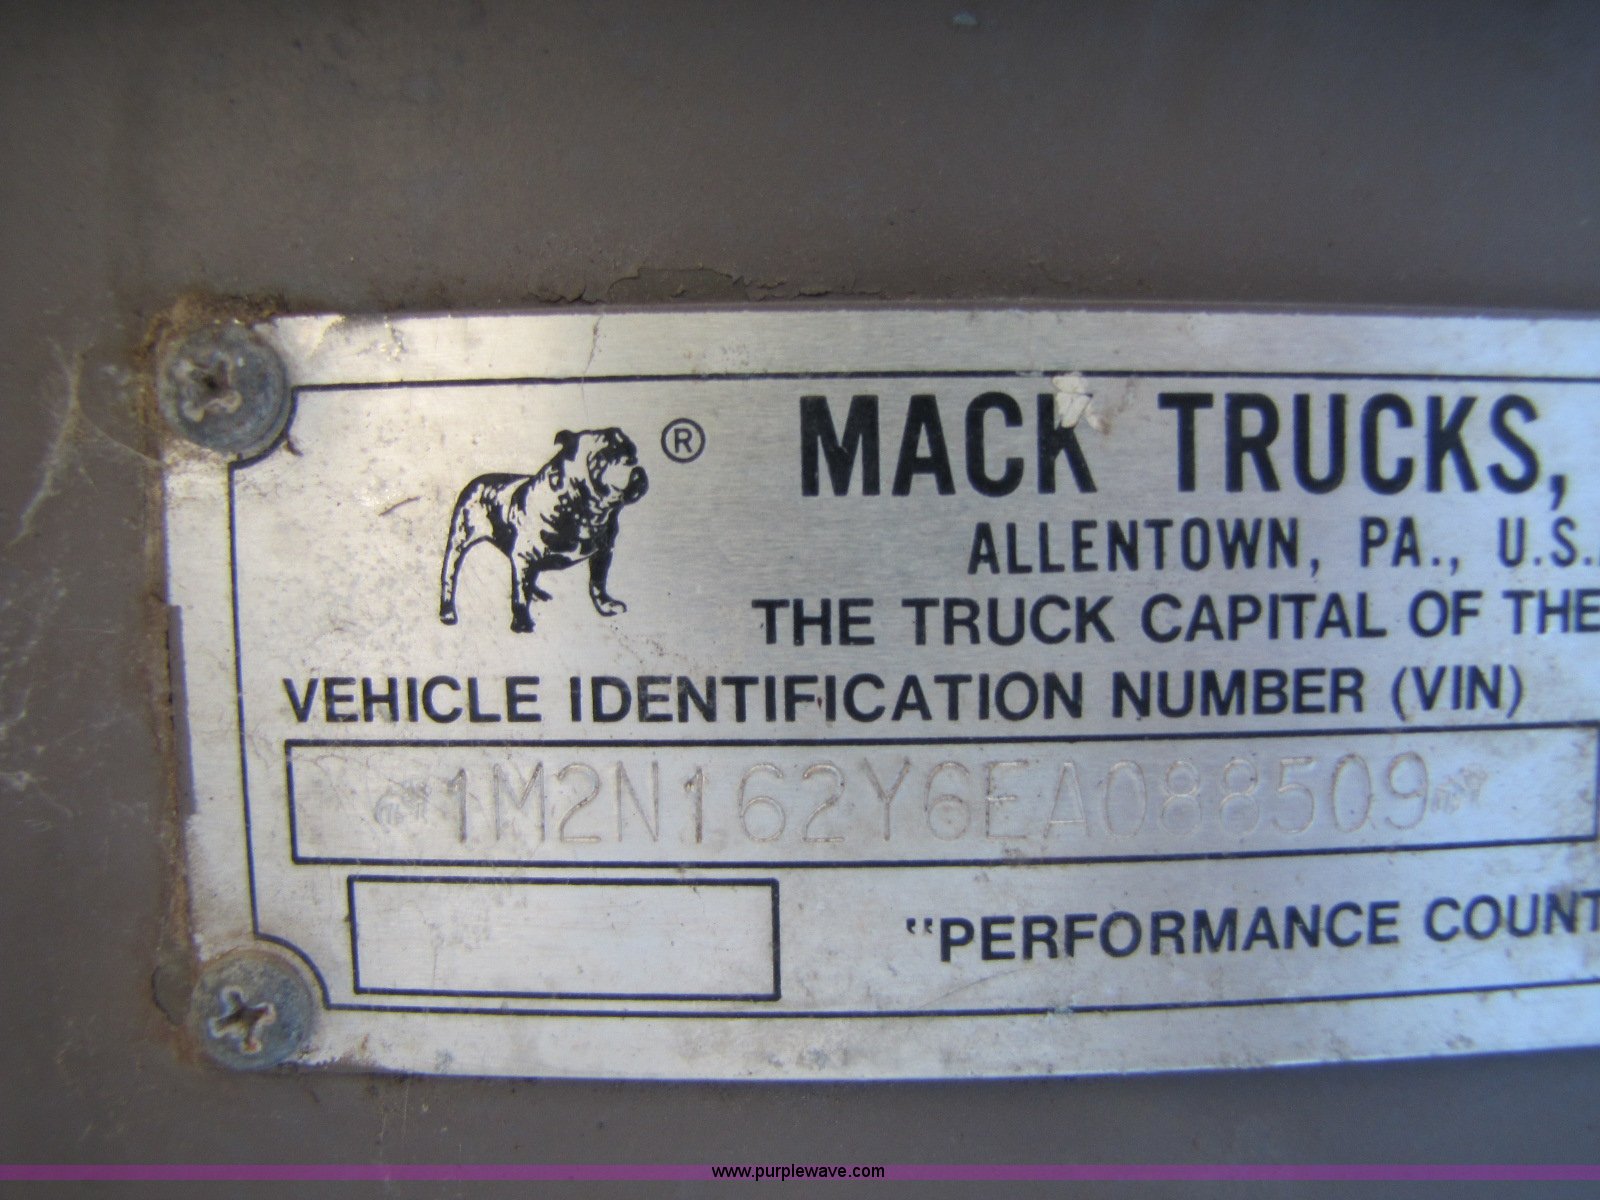 ®
MACK TRUCKS,
ALLENTOWN, PA., U.S.
THE TRUCK CAPITAL OF THE
VEHICLE IDENTIFICATION NUMBER (VIN)
1M2N162Y6EA088509
"PERFORMANCE COUNT
www.purplewave.com